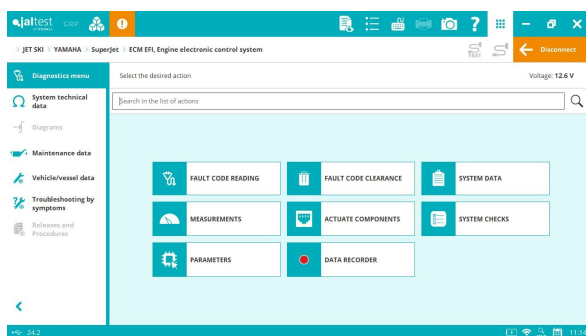 jaltest GRP
JET SKI > YAMAHA > SuperJet > ECM EFI, Engine electronic control system
TEST
Disconnect
Diagnostics menu
Select the desired action
Voltage: 12.6 V
System technical
data
Search in the list of actions
Diagrams
Maintenance data
Vehicle/vessel data
Troubleshooting by
symptoms
Releases and
Procedures
FAULT CODE READING
FAULT CODE CLEARANCE
SYSTEM DATA
MEASUREMENTS
ACTUATE COMPONENTS
SYSTEM CHECKS
PARAMETERS
DATA RECORDER
24.2
11:14